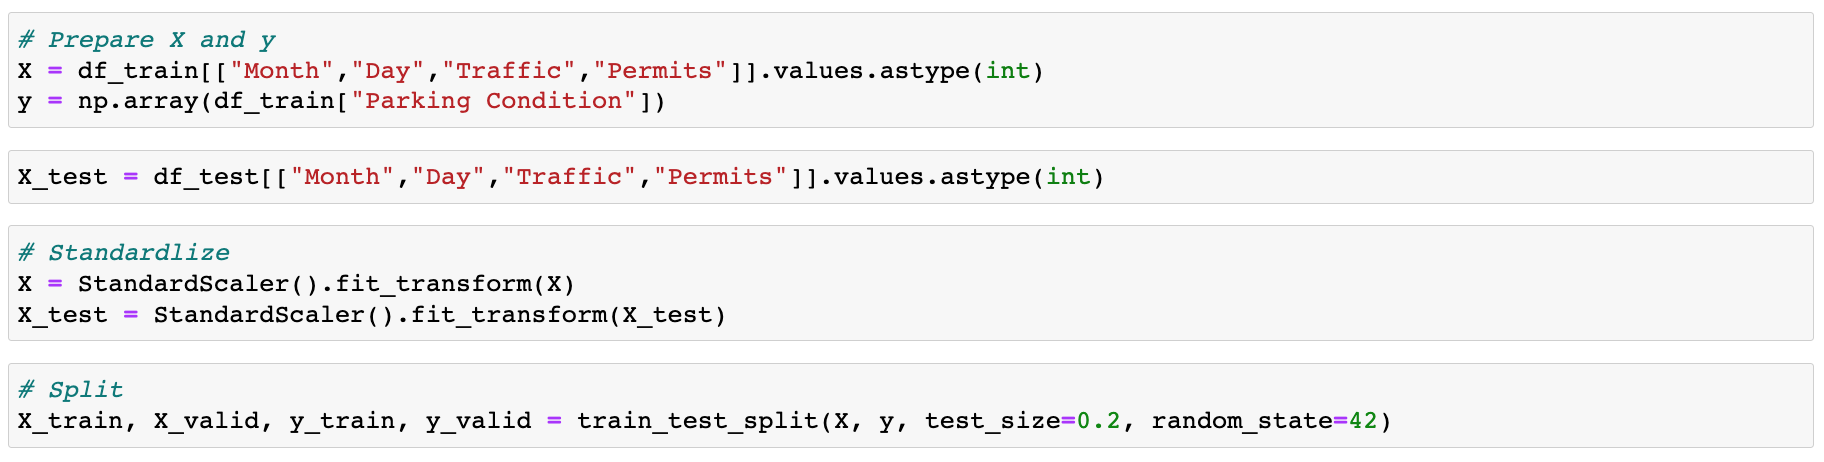 # Prepare X and y
X = df_train[["Month","Day","Traffic","Permits"]].values.astype(int)
y = np.array(df_train["Parking Condition"])
X_test = df_test[["Month","Day","Traffic","Permits"]].values.astype(int)
# Standardlize
X = StandardScaler().fit_transform(X)
X_test = StandardScaler().fit_transform(X_test)
# Split
X_train, X_valid, y_train, y_valid = train_test_split(X, y, test_size=0.2, random_state=42)